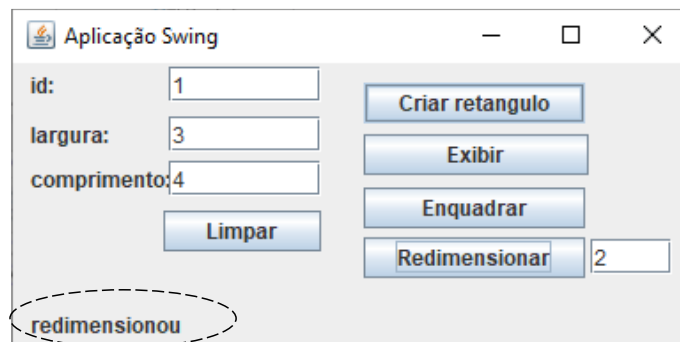 Aplicação Swing
id: 1
Criar retangulo
largura: 3
Exibir
comprimento: 4
Enquadrar
Limpar
Redimensionar 2
redimensionou